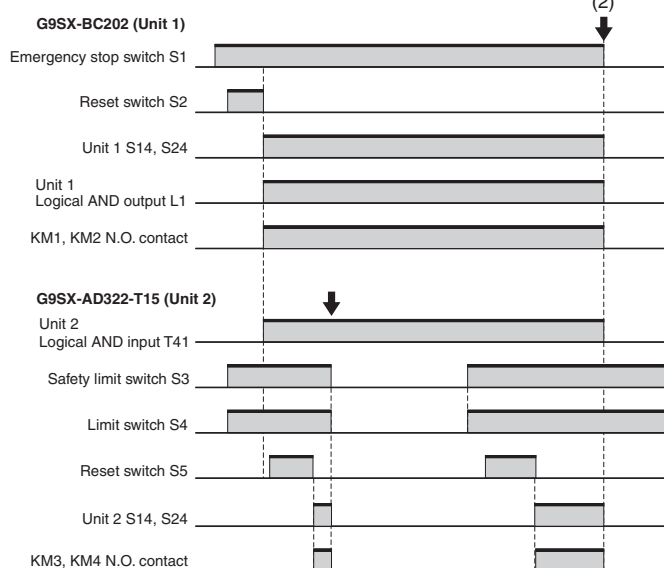 (2)
G9SX-BC202 (Unit 1)
Emergency stop switch S1
Reset switch S2
Unit 1 S14, S24
Unit 1
Logical AND output L1
KM1, KM2 N.O. contact
G9SX-AD322-T15 (Unit 2)
Unit 2
Logical AND input T41
Safety limit switch S3
Limit switch S4
Reset switch S5
Unit 2 S14, S24
KM3, KM4 N.O. contact